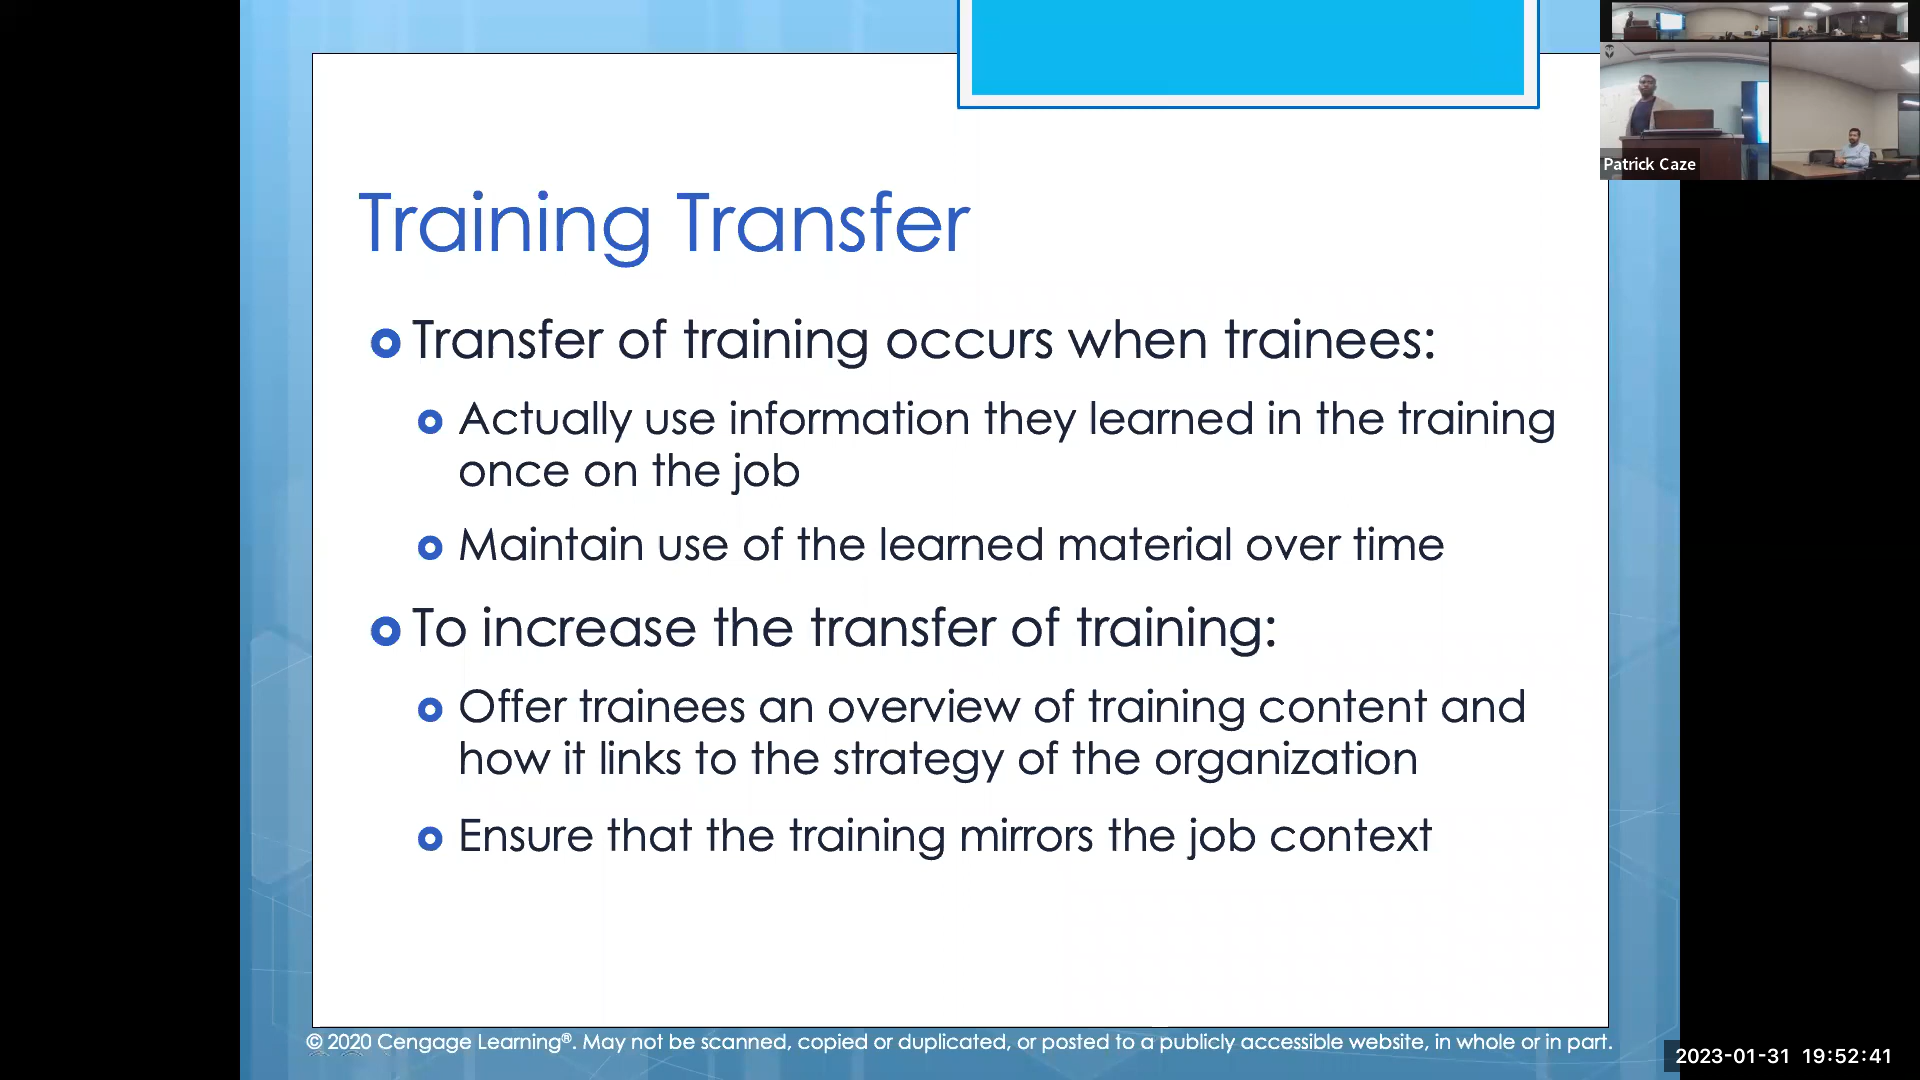 Training Transfer
Transfer of training occurs when trainees:
Actually use information they learned in the training
once on the job
Maintain use of the learned material over time
To increase the transfer of training:
Offer trainees an overview of training content and
how it links to the strategy of the organization
Ensure that the training mirrors the job context
© 2020 Cengage Learning®. May not be scanned, copied or duplicated, or posted to a publicly accessible website, in whole or in part.
Patrick Caze
2023-01-31 19:52:41